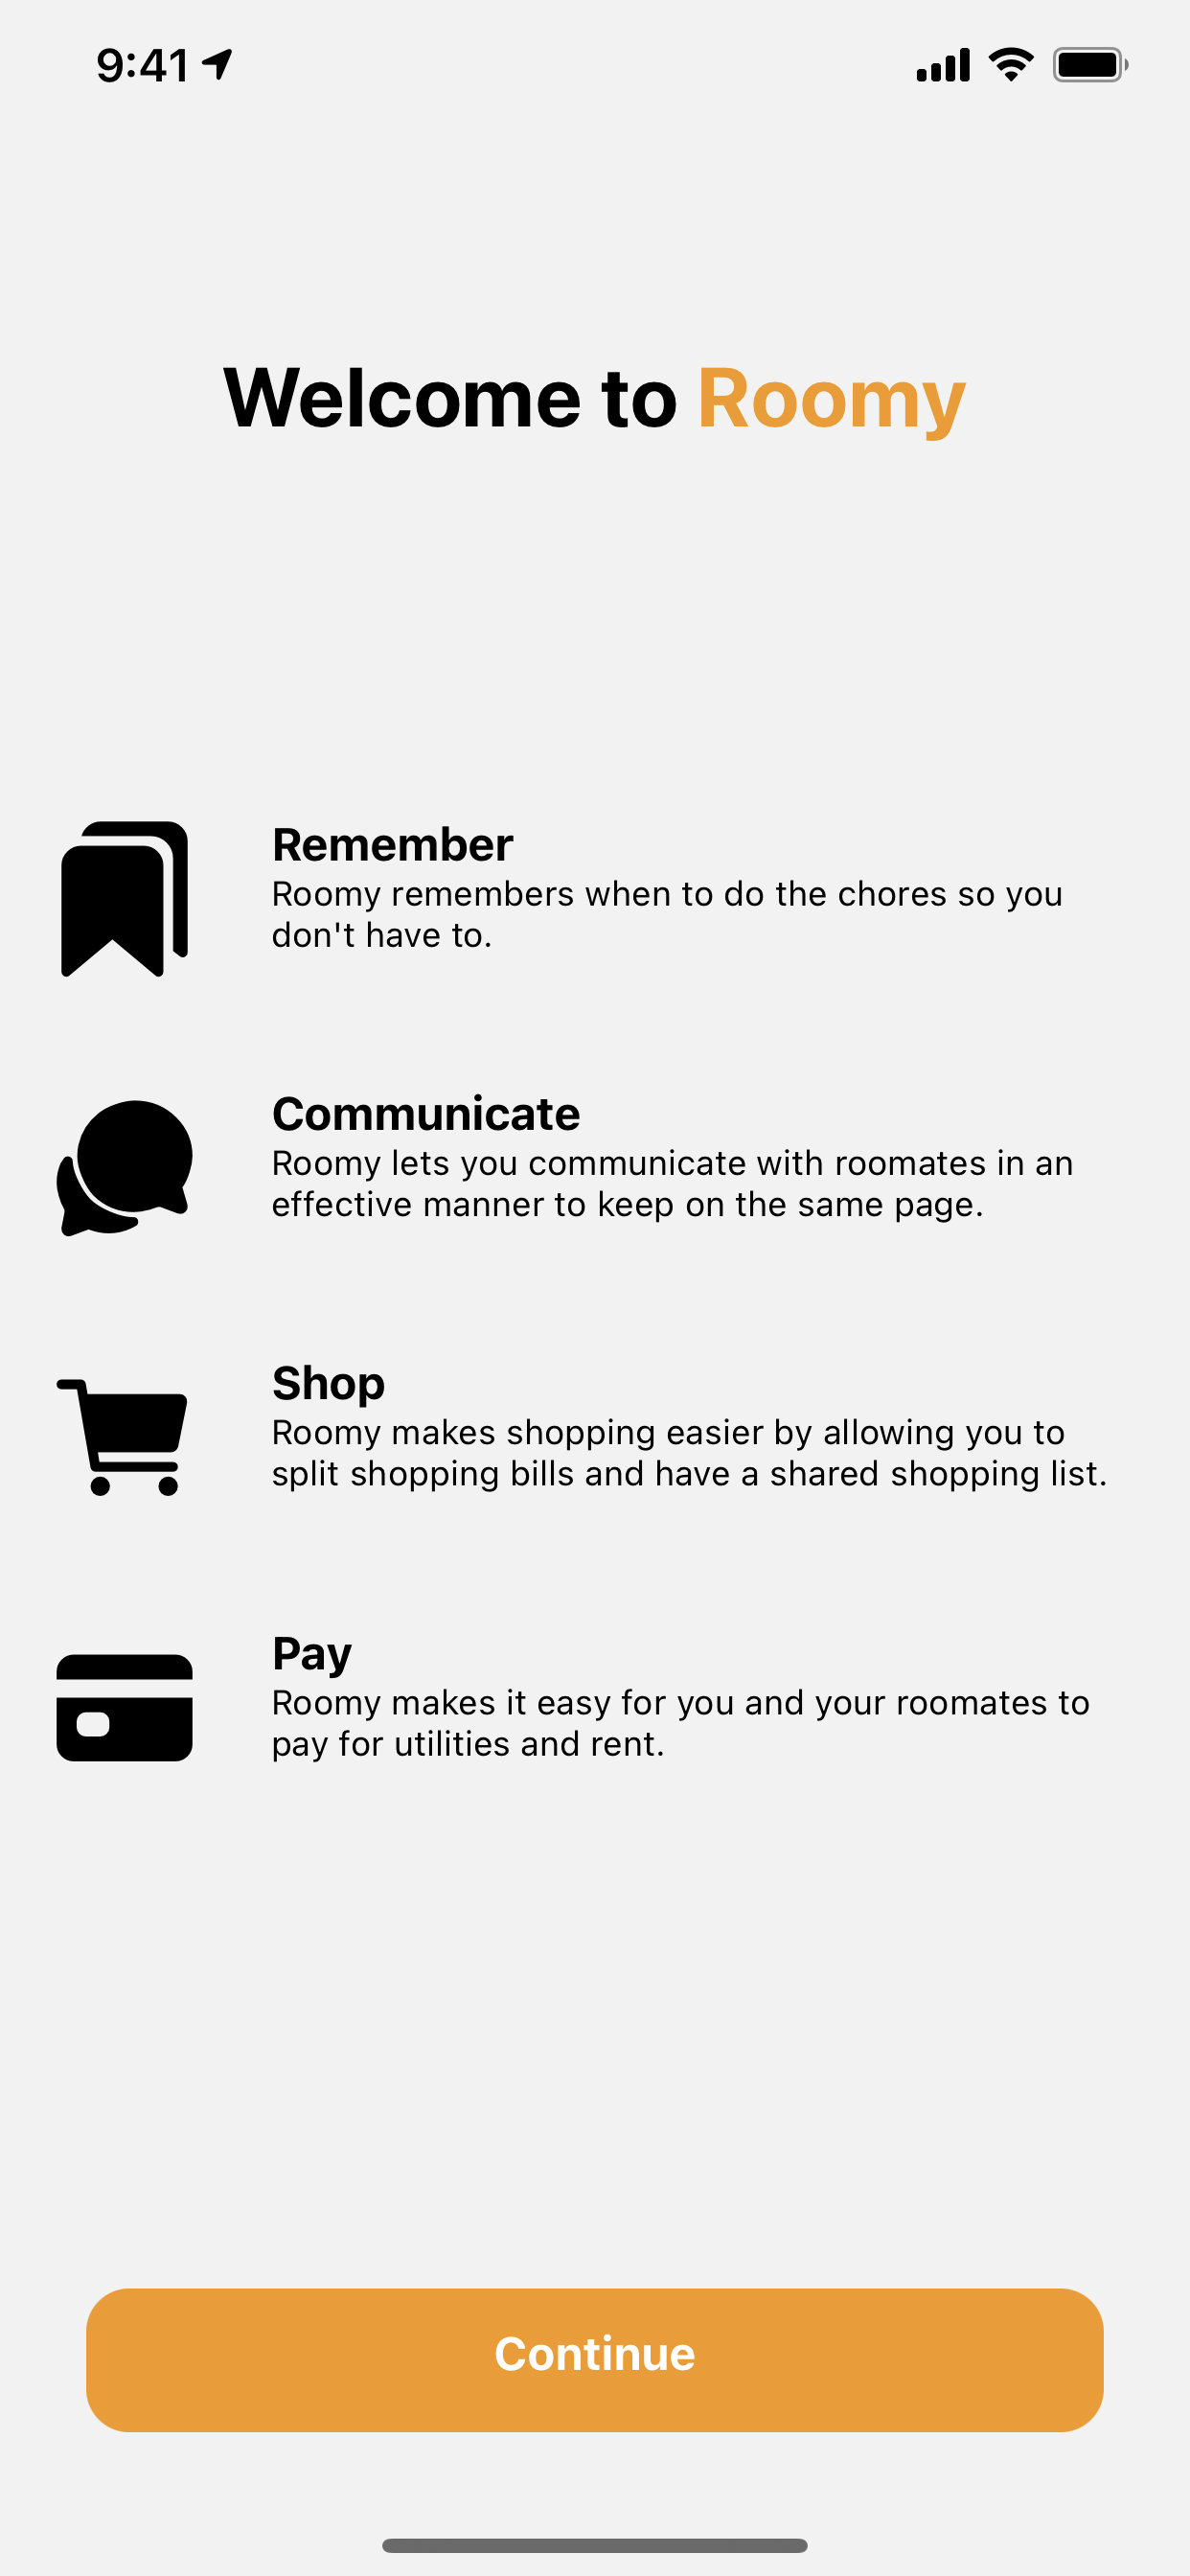 9:41
Welcome to Roomy
Remember
Roomy remembers when to do the chores so you
don't have to.
Communicate
Roomy lets you communicate with roomates in an
effective manner to keep on the same page.
Shop
Roomy makes shopping easier by allowing you to
split shopping bills and have a shared shopping list.
Pay
Roomy makes it easy for you and your roomates to
pay for utilities and rent.
Continue